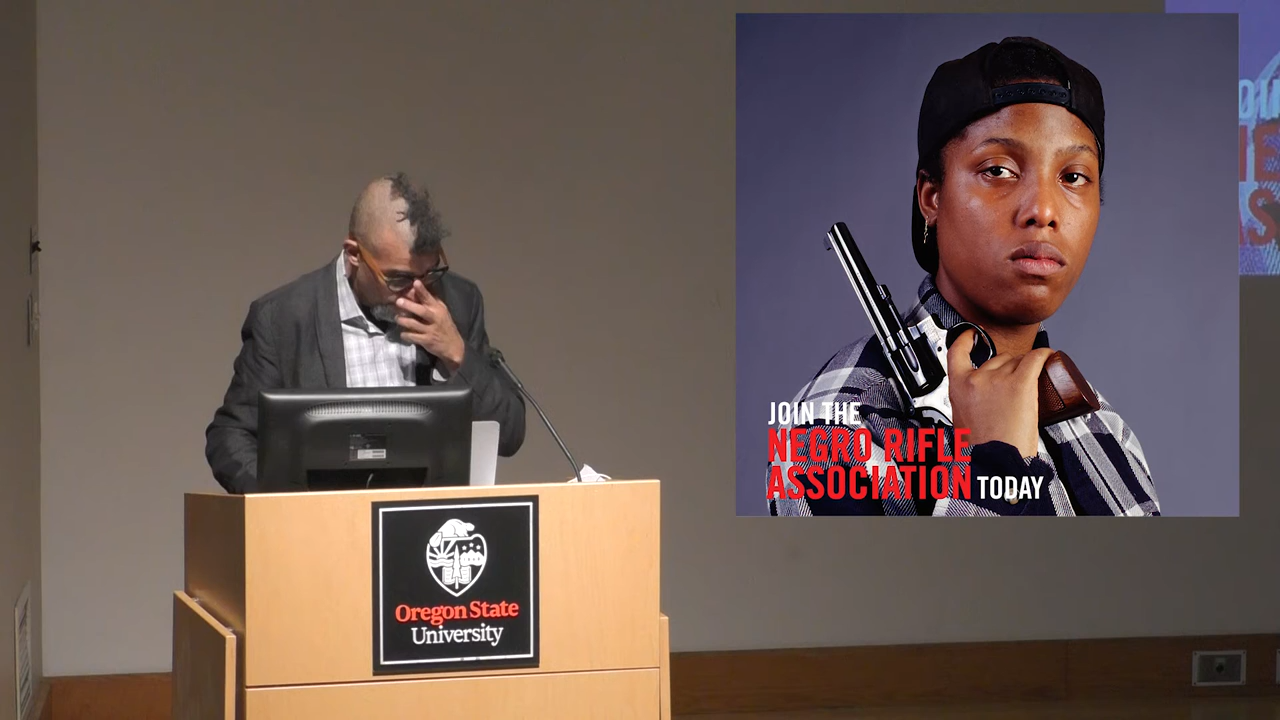 JOIN THE
NEGRO RIFLE
ASSOCIATION TODAY
Oregon State
University